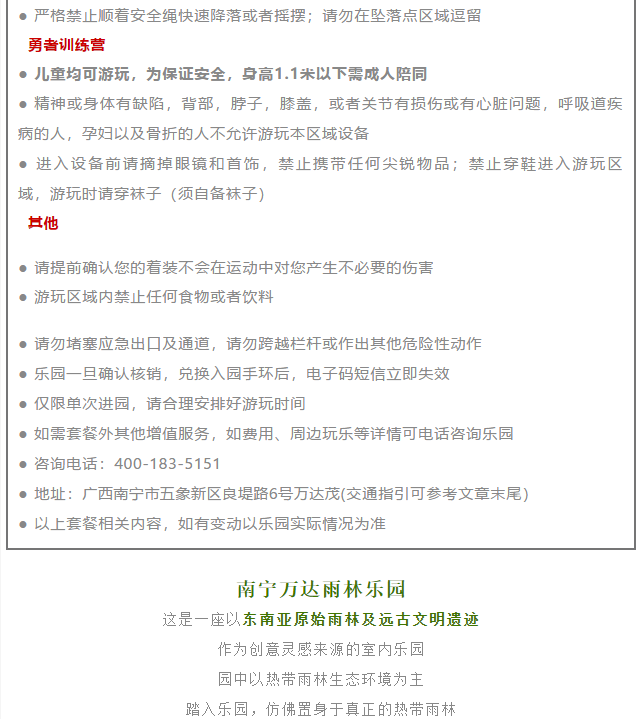 ● 严格禁止顺着安全绳快速降落或者摇摆；请勿在坠落点区域逗留
勇者训练营
● 儿童均可游玩，为保证安全，身高1.1米以下需成人陪同
● 精神或身体有缺陷，背部，脖子，膝盖，或者关节有损伤或有心脏问题，呼吸道疾
病的人，孕妇以及骨折的人不允许游玩本区域设备
● 进入设备前请摘掉眼镜和首饰，禁止携带任何尖锐物品；禁止穿鞋进入游玩区
域，游玩时请穿袜子（须自备袜子）
其他
● 请提前确认您的着装不会在运动中对您产生不必要的伤害
● 游玩区域内禁止任何食物或者饮料
● 请勿堵塞应急出口及通道，请勿跨越栏杆或作出其他危险性动作
● 乐园一旦确认核销，兑换入园手环后，电子码短信立即失效
● 仅限单次进园，请合理安排好游玩时间
● 如需套餐外其他增值服务，如费用、周边玩乐等详情可电话咨询乐园
● 咨询电话：400-183-5151
● 地址：广西南宁市五象新区良堤路6号万达茂(交通指引可参考文章末尾)
● 以上套餐相关内容，如有变动以乐园实际情况为准
南宁万达雨林乐园
这是一座以东南亚原始雨林及远古文明遗迹
作为创意灵感来源的室内乐园
园中以热带雨林生态环境为主
踏入乐园，仿佛置身于真正的热带雨林